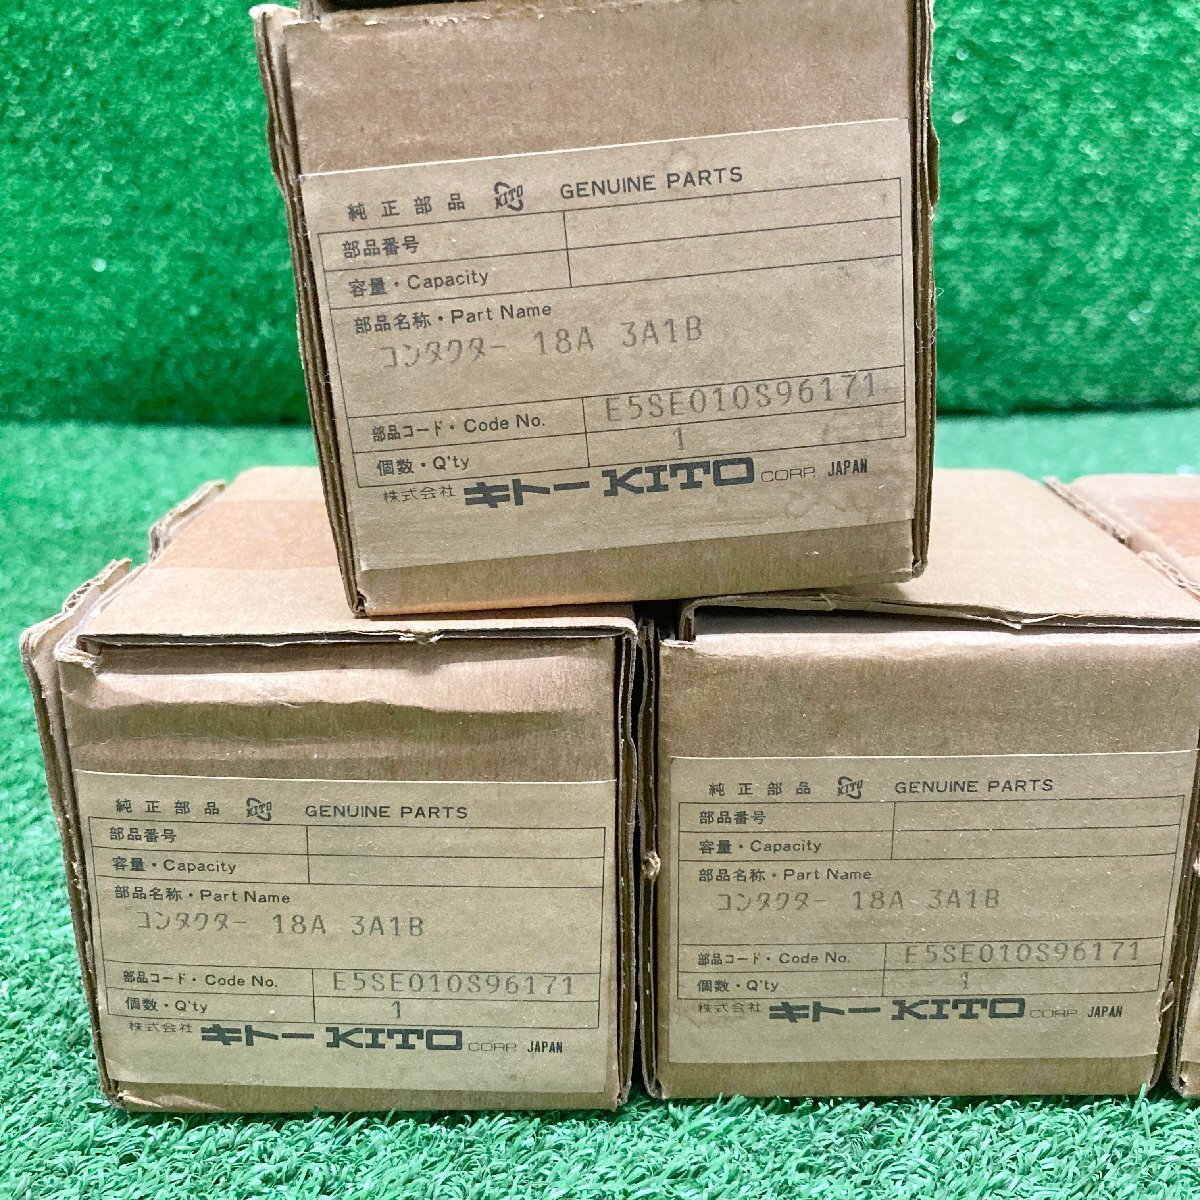 純正部品 KITO GENUINE PARTS
部品番号
容量・Capacity
部品名称・Part Name
コンタクター 18A 3A1B
部品コード・Code No. E5SE010S96171
個数・Q'ty 1
株式会社 キトー KITO CORP. JAPAN
純正部品 KITO GENUINE PARTS
部品番号
容量・Capacity
部品名称・Part Name
コンタクター 18A 3A1B
部品コード・Code No. E5SE010S96171
個数・Q'ty 1
株式会社 キトー KITO CORP. JAPAN
純正部品 KITO GENUINE PARTS
部品番号
容量・Capacity
部品名称・Part Name
コンタクター 18A 3A1B
部品コード・Code No. E5SE010S96171
個数・Q'ty 1
株式会社 キトー KITO CORP. JAPAN